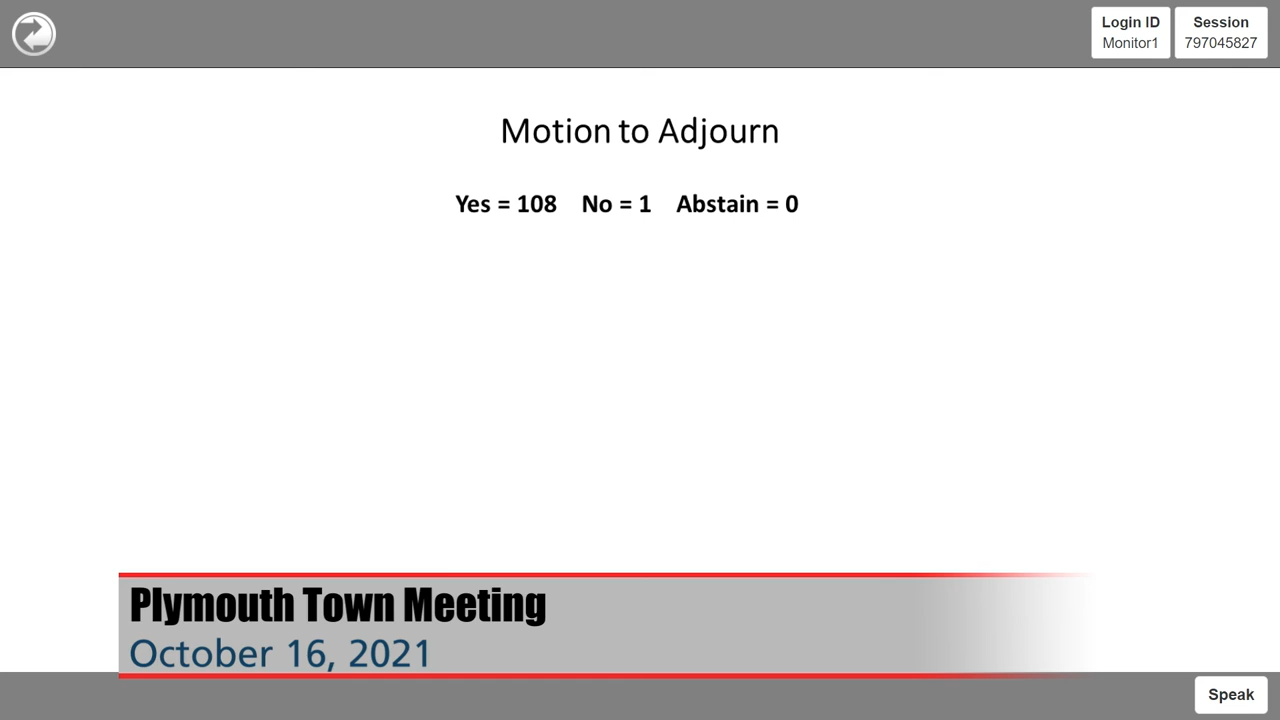 Login ID
Monitor1
Session
797045827
Motion to Adjourn
Yes = 108 No = 1 Abstain = 0
Plymouth Town Meeting
October 16, 2021
Speak